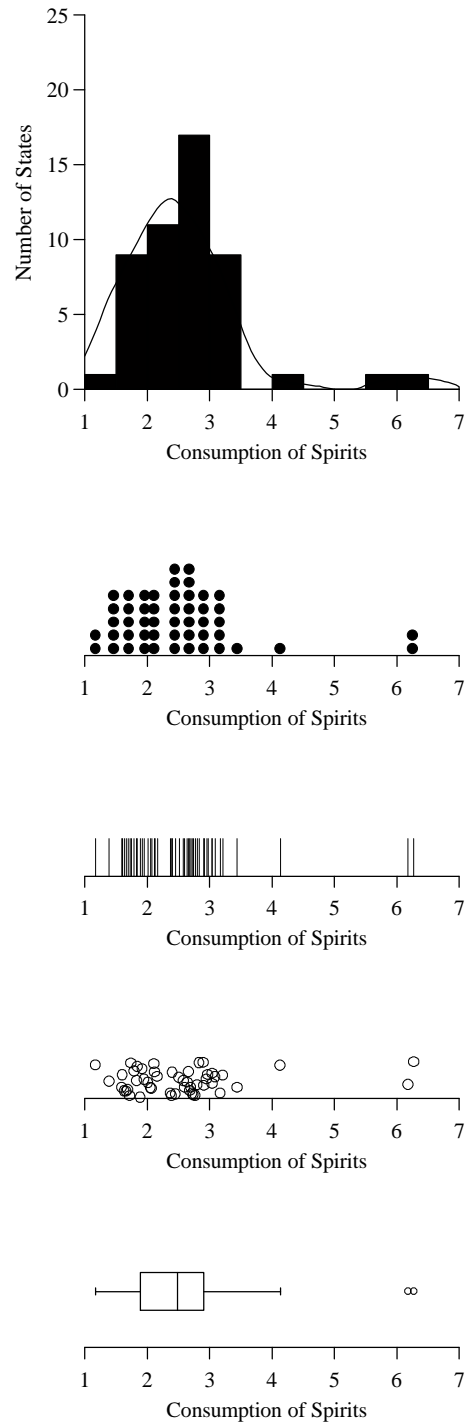 25
20
15
10
5
0
Number of States
1 2 3 4 5 6 7
Consumption of Spirits
1 2 3 4 5 6 7
Consumption of Spirits
1 2 3 4 5 6 7
Consumption of Spirits
1 2 3 4 5 6 7
Consumption of Spirits
1 2 3 4 5 6 7
Consumption of Spirits